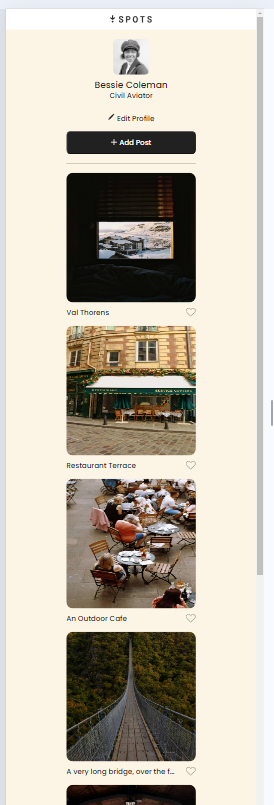 SPOTS
Bessie Coleman
Civil Aviator
Edit Profile
+ Add Post
Val Thorens
Restaurant Terrace
An Outdoor Cafe
A very long bridge, over the f...